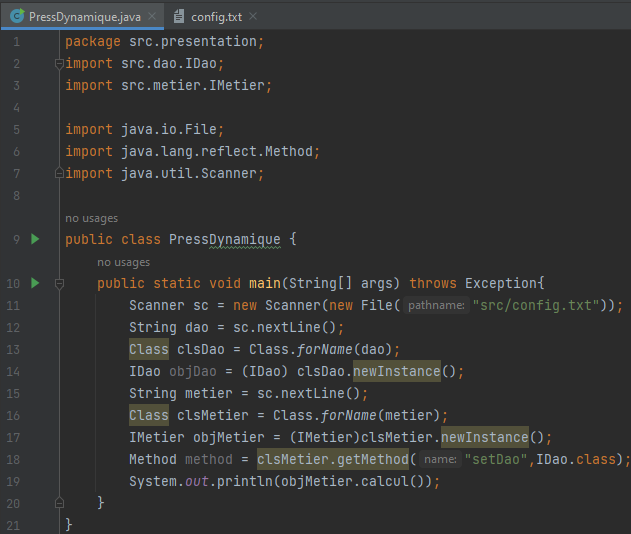 PressDynamique.java × config.txt ×
1 package src.presentation;
2 import src.dao.IDao;
3 import src.metier.IMetier;
4
5 import java.io.File;
6 import java.lang.reflect.Method;
7 import java.util.Scanner;
8
no usages
9 public class PressDynamique {
no usages
10 public static void main(String[] args) throws Exception{
11 Scanner sc = new Scanner(new File( pathname: "src/config.txt"));
12 String dao = sc.nextLine();
13 Class clsDao = Class.forName(dao);
14 IDao objDao = (IDao) clsDao.newInstance();
15 String metier = sc.nextLine();
16 Class clsMetier = Class.forName(metier);
17 IMetier objMetier = (IMetier)clsMetier.newInstance();
18 Method method = clsMetier.getMethod( name: "setDao",IDao.class);
19 System.out.println(objMetier.calcul());
20 }
21 }